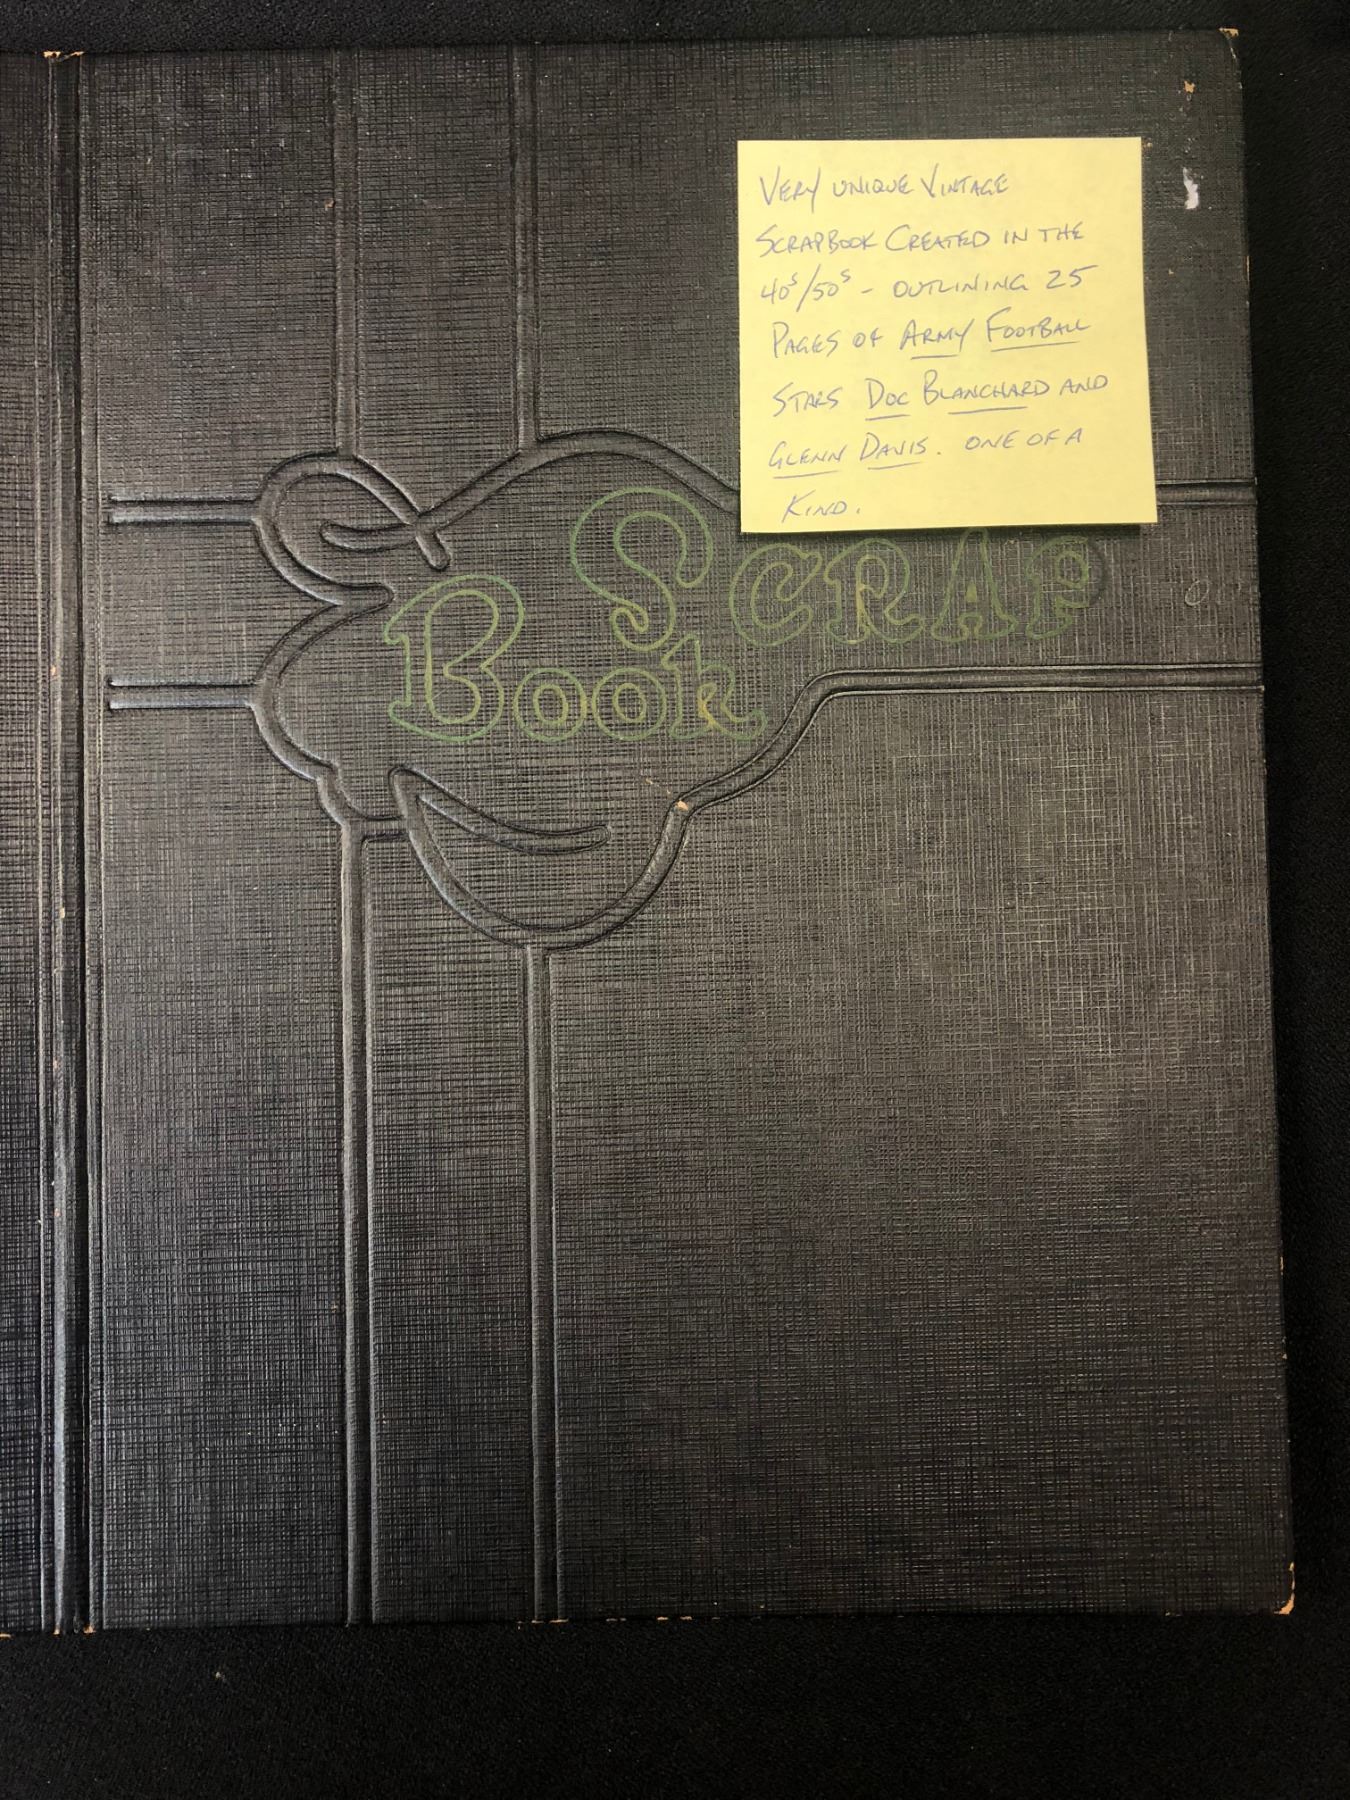 VERY UNIQUE VINTAGE
SCRAPBOOK CREATED IN THE
40s/50s - OUTLINING 25
PAGES OF ARMY FOOTBALL
STARS DOC BLANCHARD AND
GLENN DAVIS. ONE OF A
KIND.
SCRAP
Book